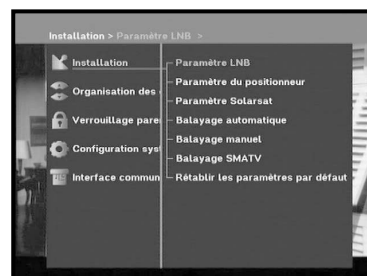 Installation > Paramètre LNB >
Installation
Organisation des
Verrouillage pare
Configuration sys
Interface commun
Paramètre LNB
Paramètre du positionneur
Paramètre Solarsat
Balayage automatique
Balayage manuel
Balayage SMATV
Rétablir les paramètres par défaut